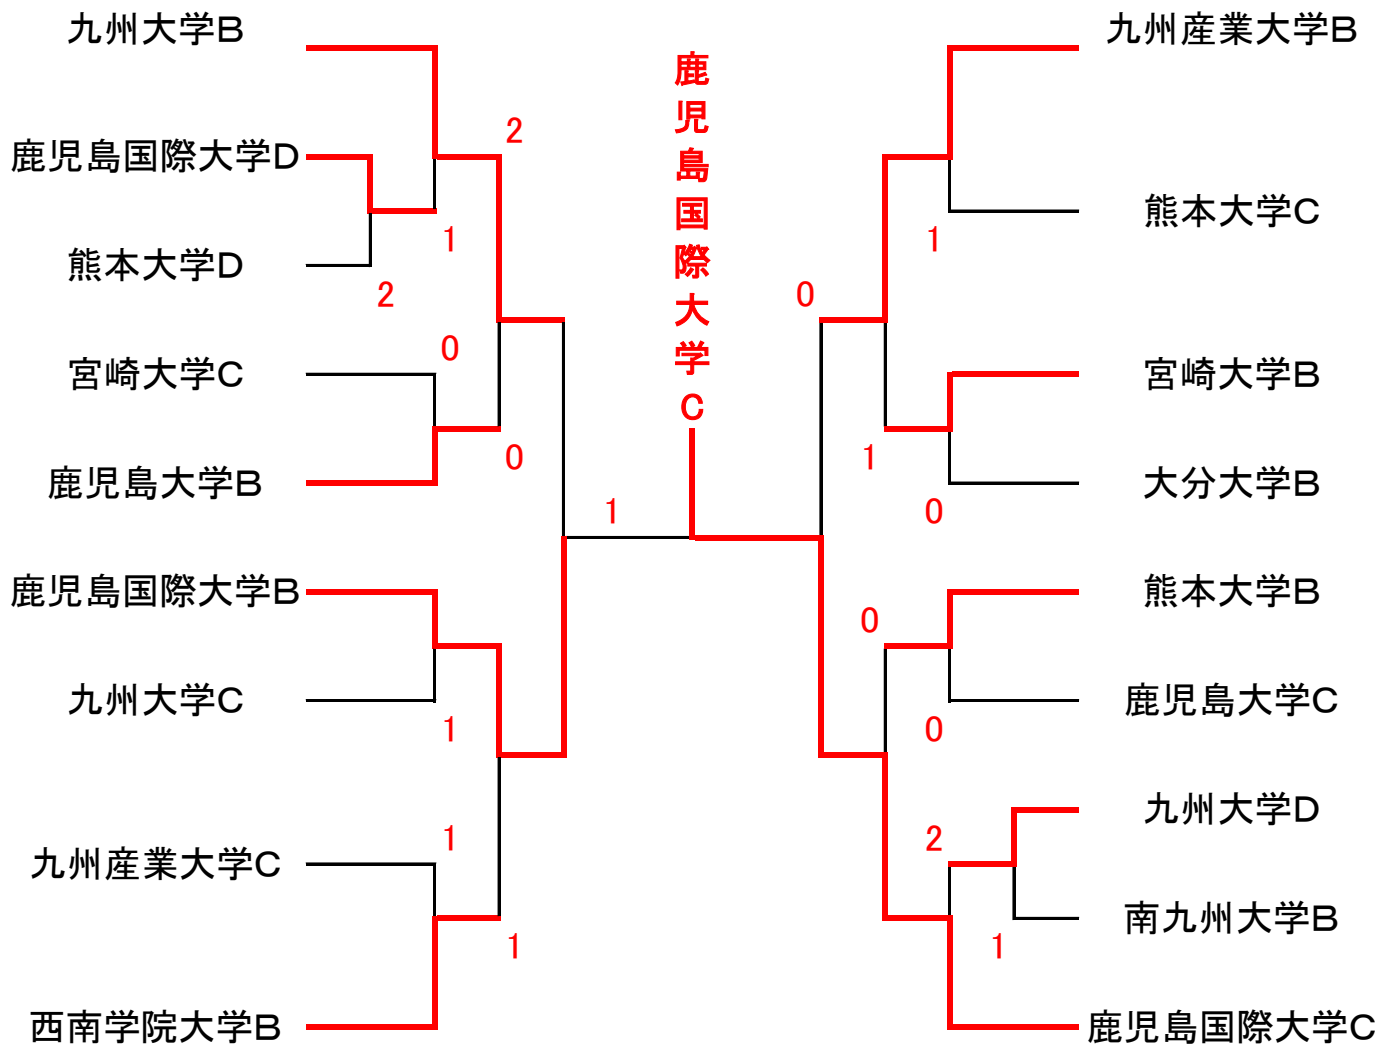 九州大学B
鹿児島国際大学D
熊本大学D
宮崎大学C
鹿児島大学B
鹿児島国際大学B
九州大学C
九州産業大学C
西南学院大学B
2
1
2
0
0
1
1
1
1
鹿児島国際大学C
0
1
1
0
0
0
2
1
九州産業大学B
熊本大学C
宮崎大学B
大分大学B
熊本大学B
鹿児島大学C
九州大学D
南九州大学B
鹿児島国際大学C